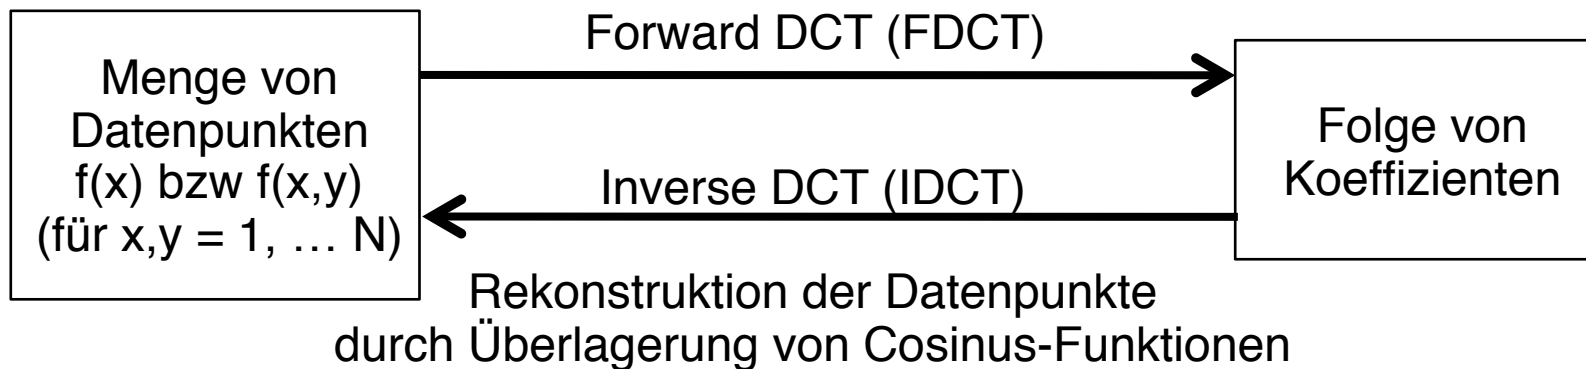 Forward DCT (FDCT)
Menge von
Datenpunkten
f(x) bzw f(x,y)
(für x,y = 1, … N)
Folge von
Koeffizienten
Inverse DCT (IDCT)
Rekonstruktion der Datenpunkte
durch Überlagerung von Cosinus-Funktionen